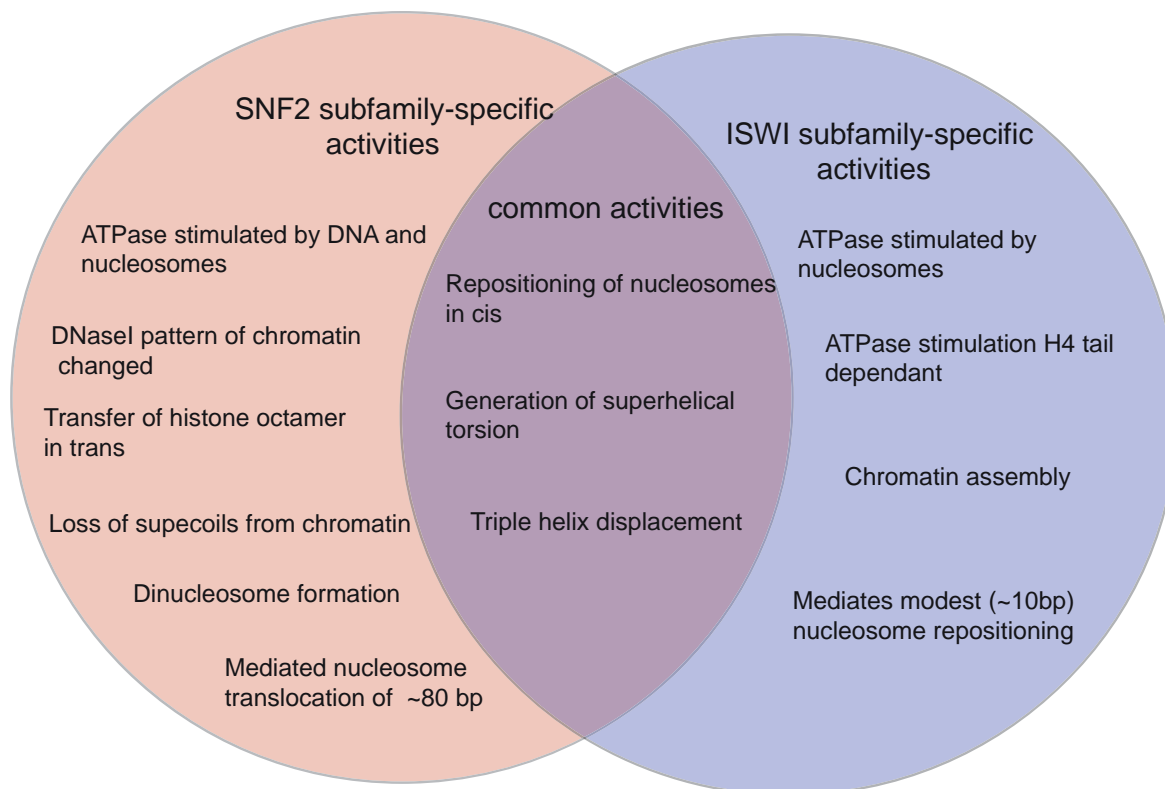 SNF2 subfamily-specific
activities
ATPase stimulated by DNA and
nucleosomes
DNaseI pattern of chromatin
changed
Transfer of histone octamer
in trans
Loss of supecoils from chromatin
Dinucleosome formation
Mediated nucleosome
translocation of ~80 bp
common activities
Repositioning of nucleosomes
in cis
Generation of superhelical
torsion
Triple helix displacement
ISWI subfamily-specific
activities
ATPase stimulated by
nucleosomes
ATPase stimulation H4 tail
dependant
Chromatin assembly
Mediates modest (~10bp)
nucleosome repositioning